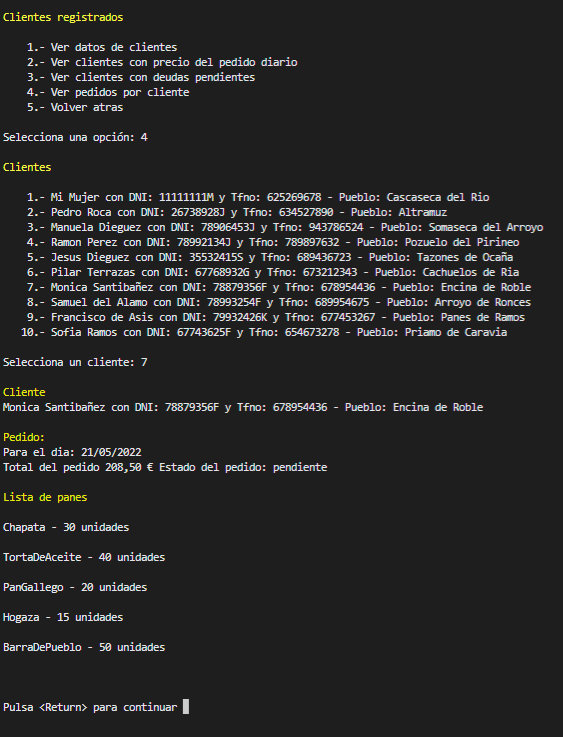 Clientes registrados
1.- Ver datos de clientes
2.- Ver clientes con precio del pedido diario
3.- Ver clientes con deudas pendientes
4.- Ver pedidos por cliente
5.- Volver atras
Selecciona una opción: 4
Clientes
1.- Mi Mujer con DNI: 11111111M y Tfno: 625269678 - Pueblo: Cascaseca del Rio
2.- Pedro Roca con DNI: 26738928J y Tfno: 634527890 - Pueblo: Altramuz
3.- Manuela Dieguez con DNI: 78906453J y Tfno: 943786524 - Pueblo: Somaseca del Arroyo
4.- Ramon Perez con DNI: 78992134J y Tfno: 789897632 - Pueblo: Pozuelo del Pirineo
5.- Jesus Dieguez con DNI: 35532415S y Tfno: 689436723 - Pueblo: Tazones de Ocaña
6.- Pilar Terrazas con DNI: 67768932G y Tfno: 673212343 - Pueblo: Cachuelos de Ria
7.- Monica Santibañez con DNI: 78879356F y Tfno: 678954436 - Pueblo: Encina de Roble
8.- Samuel del Alamo con DNI: 78993254F y Tfno: 689954675 - Pueblo: Arroyo de Ronces
9.- Francisco de Asis con DNI: 79932426K y Tfno: 677453267 - Pueblo: Panes de Ramos
10.- Sofia Ramos con DNI: 67743625F y Tfno: 654673278 - Pueblo: Priamo de Caravia
Selecciona un cliente: 7
Cliente
Monica Santibañez con DNI: 78879356F y Tfno: 678954436 - Pueblo: Encina de Roble
Pedido:
Para el dia: 21/05/2022
Total del pedido 208,50 € Estado del pedido: pendiente
Lista de panes
Chapata - 30 unidades
TortaDeAceite - 40 unidades
PanGallego - 20 unidades
Hogaza - 15 unidades
BarraDePueblo - 50 unidades
Pulsa <Return> para continuar